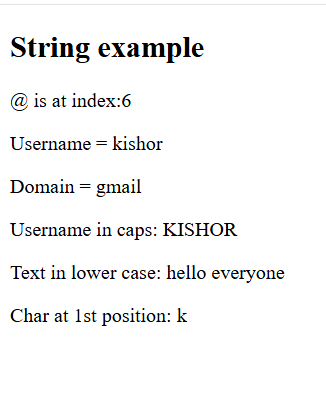 String example
@ is at index:6
Username = kishor
Domain = gmail
Username in caps: KISHOR
Text in lower case: hello everyone
Char at 1st position: k